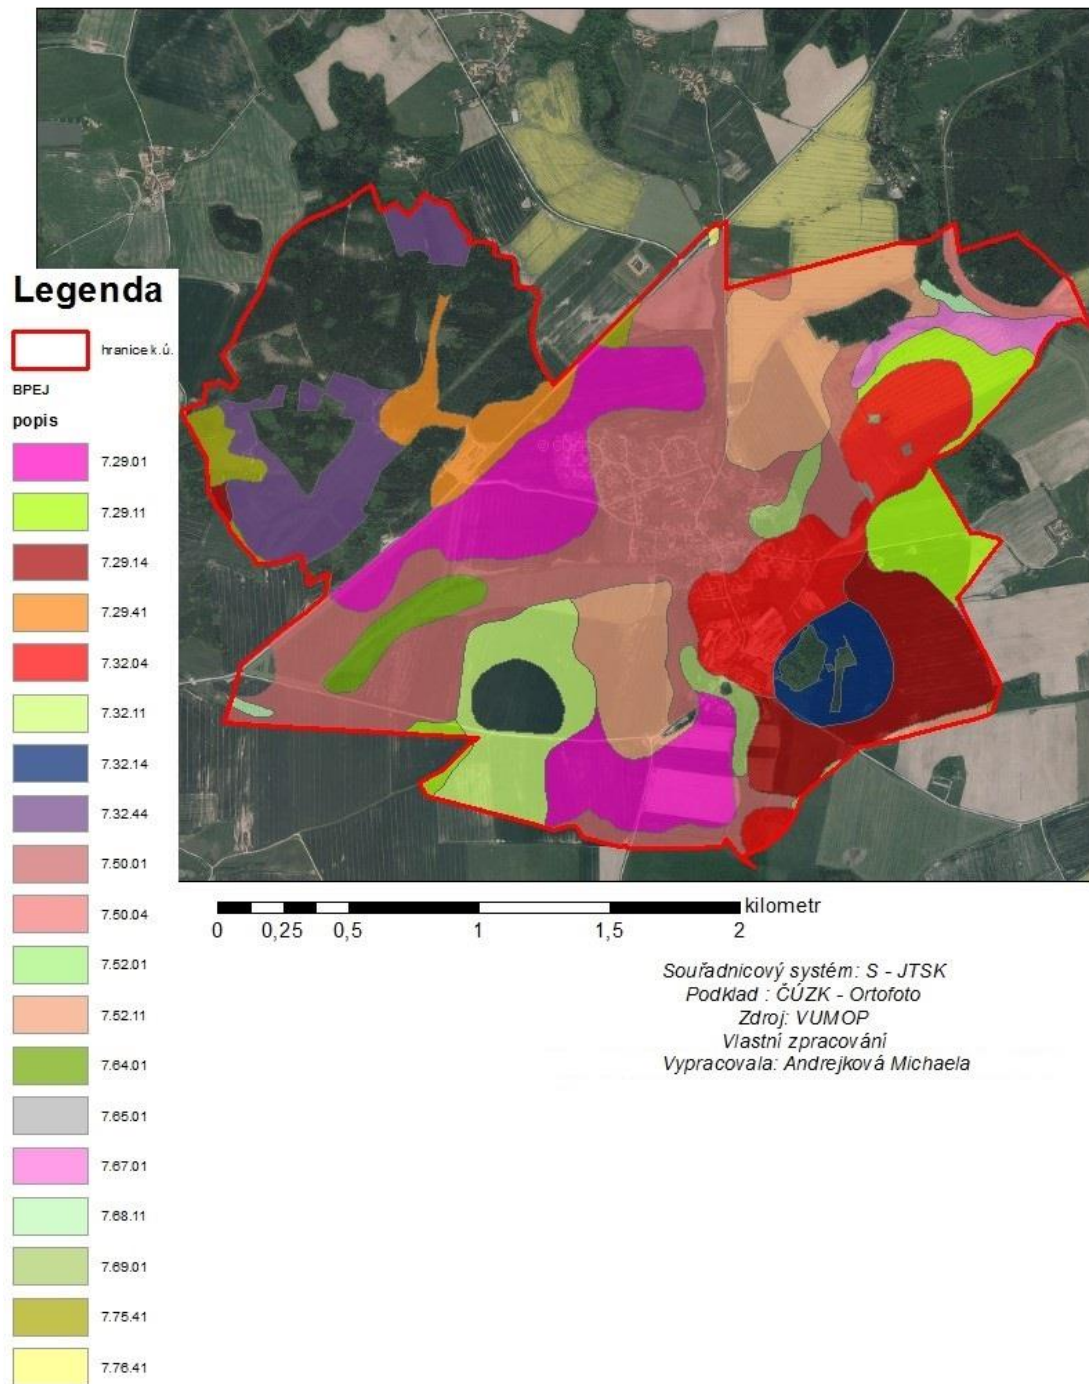 Legenda
hranice k.ú.
BPEJ
popis
7.29.01
7.29.11
7.29.14
7.29.41
7.32.04
7.32.11
7.32.14
7.32.44
7.50.01
7.50.04
7.52.01
7.52.11
7.64.01
7.65.01
7.67.01
7.68.11
7.69.01
7.75.41
7.76.41
kilometr
0 0,25 0,5 1 1,5 2
Souřadnicový systém: S - JTSK
Podklad : ČÚZK - Ortofoto
Zdroj: VUMOP
Vlastní zpracování
Vypracovala: Andrejková Michaela